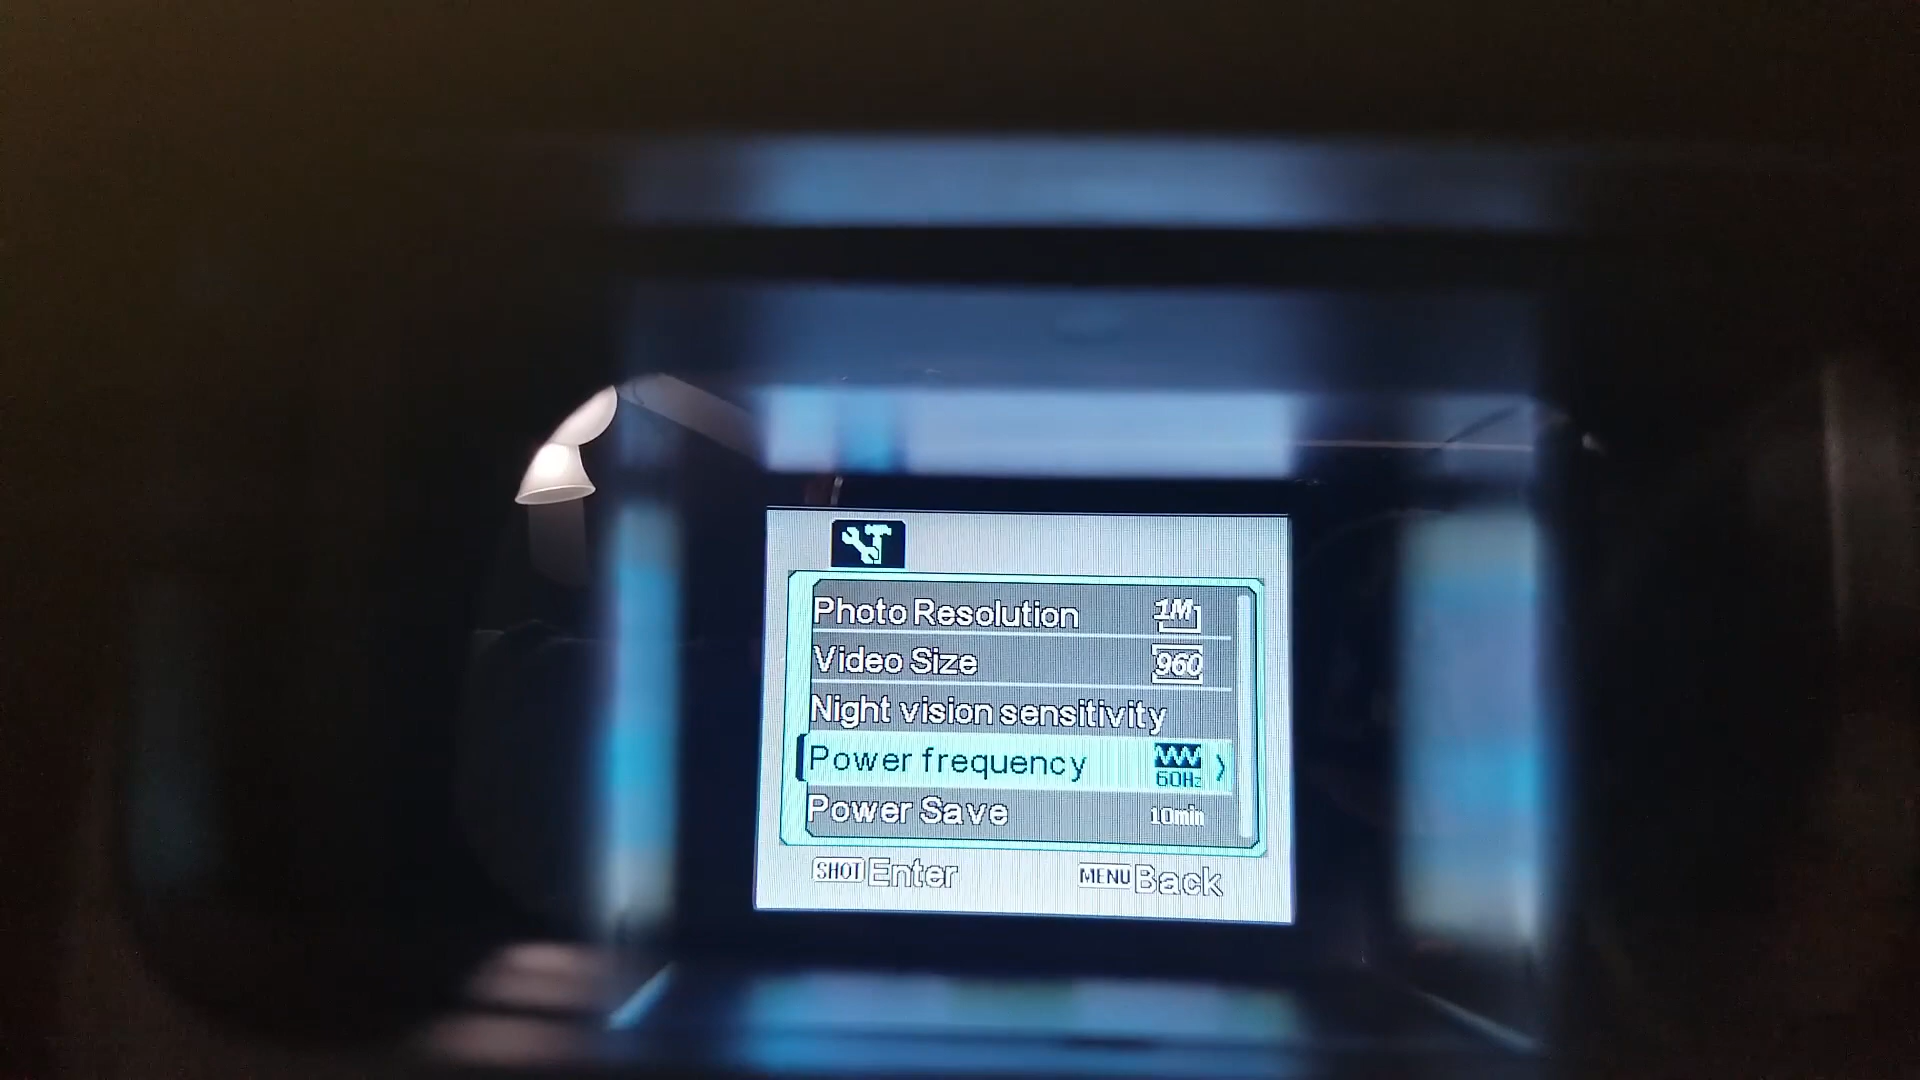 Photo Resolution 1M
Video Size 960
Night vision sensitivity
Power frequency 60Hz
Power Save 10min
SHOT Enter MENU Back